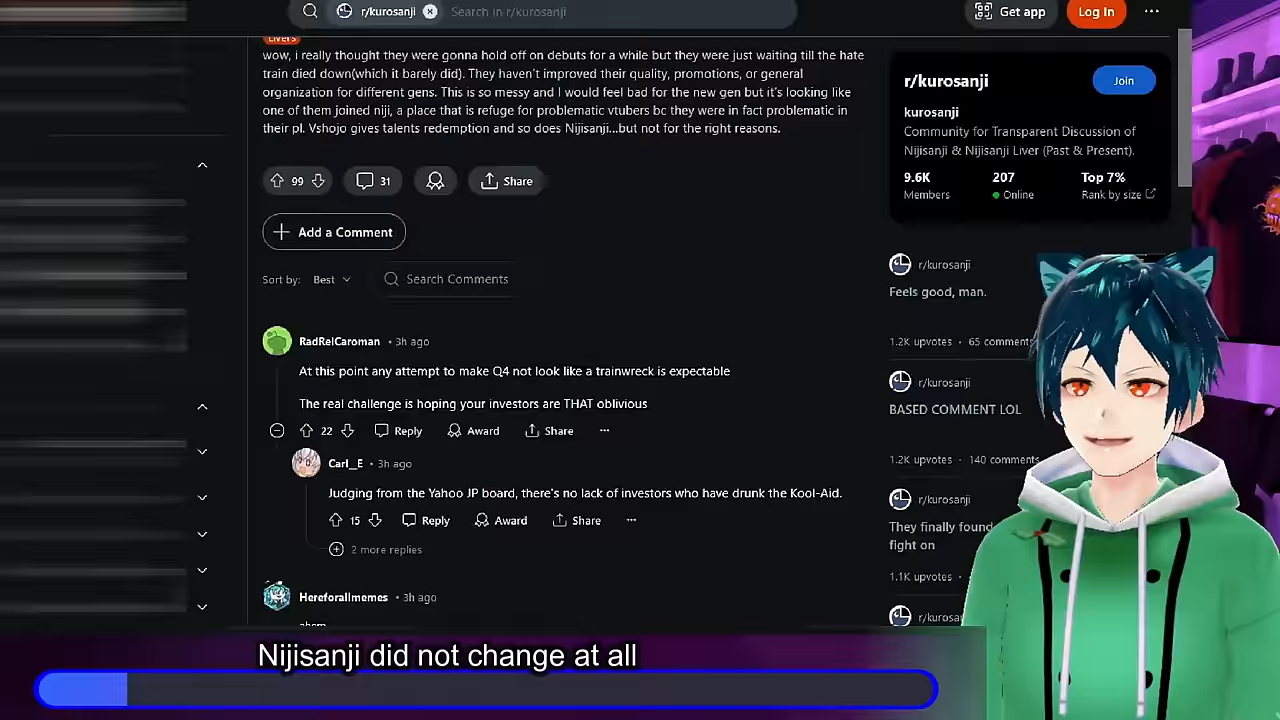 r/kurosanji
Search in r/kurosanji
Get app
Log In
Livers
wow, i really thought they were gonna hold off on debuts for a while but they were just waiting till the hate
train died down(which it barely did). They haven't improved their quality, promotions, or general
organization for different stuff. This is so messy and I would feel bad for the new gen but it's looking like
one of them joined niji, a place that is refuge for problematic vtubers bc they were in fact problematic in
their pl. Vshojo gives talents redemption and so does Nijisanji...but not for the right reasons.
99
31
Share
Add a Comment
Sort by:
Best
Search Comments
RadRelCaroman
• 3h ago
At this point any attempt to make Q4 not look like a trainwreck is expectable
The real challenge is hoping your investors are THAT oblivious
22
Reply
Award
Share
Carl_E
• 3h ago
Judging from the Yahoo JP board, there's no lack of investors who have drunk the Kool-Aid.
15
Reply
Award
Share
2 more replies
Hereforallmemes
• 3h ago
ahem
r/kurosanji
Join
kurosanji
Community for Transparent Discussion of
Nijisanji & Nijisanji Liver (Past & Present).
9.6K
207
Top 7%
Members
Online
Rank by size
r/kurosanji
Feels good, man.
1.2K upvotes · 65 comments
r/kurosanji
BASED COMMENT LOL
1.2K upvotes · 140 comments
r/kurosanji
They finally found
fight on
1.1K upvotes ·
r/kurosa
Nijisanji did not change at all